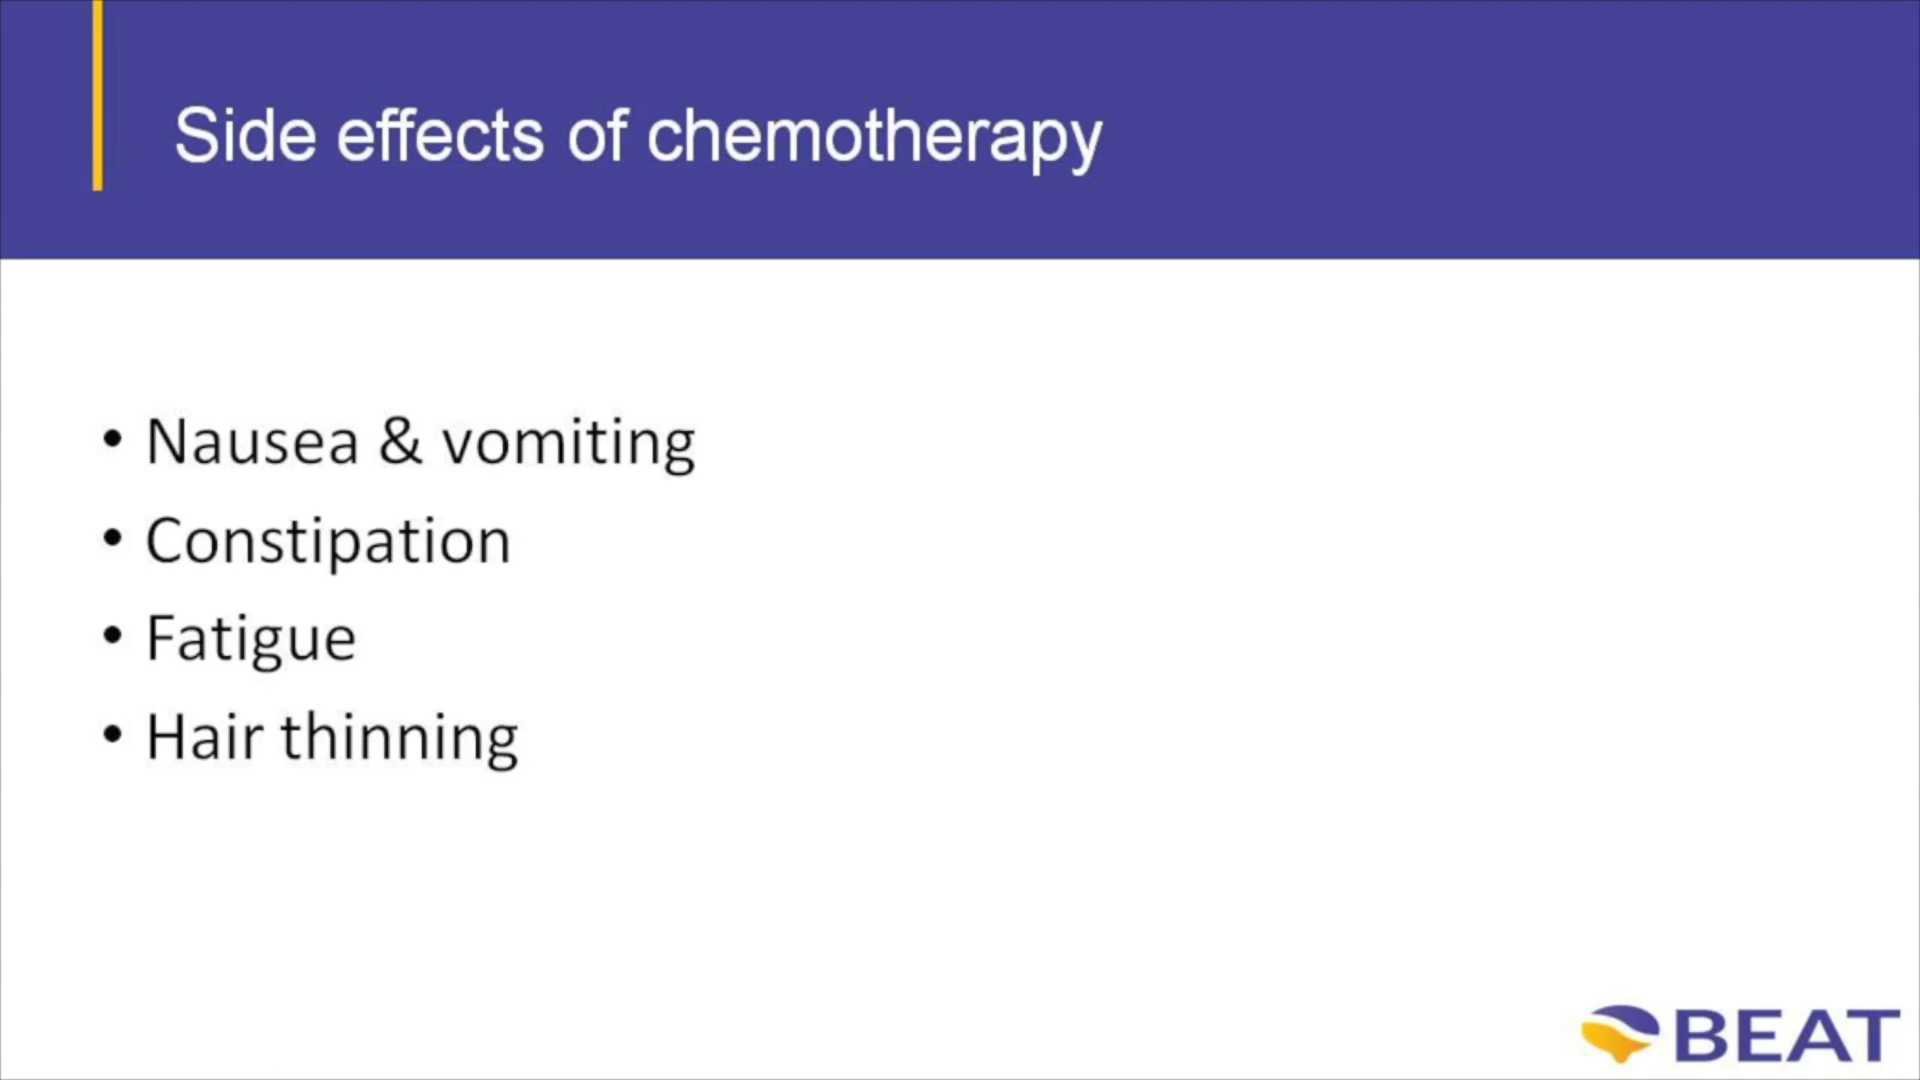 Side effects of chemotherapy
• Nausea & vomiting
• Constipation
• Fatigue
• Hair thinning
BEAT